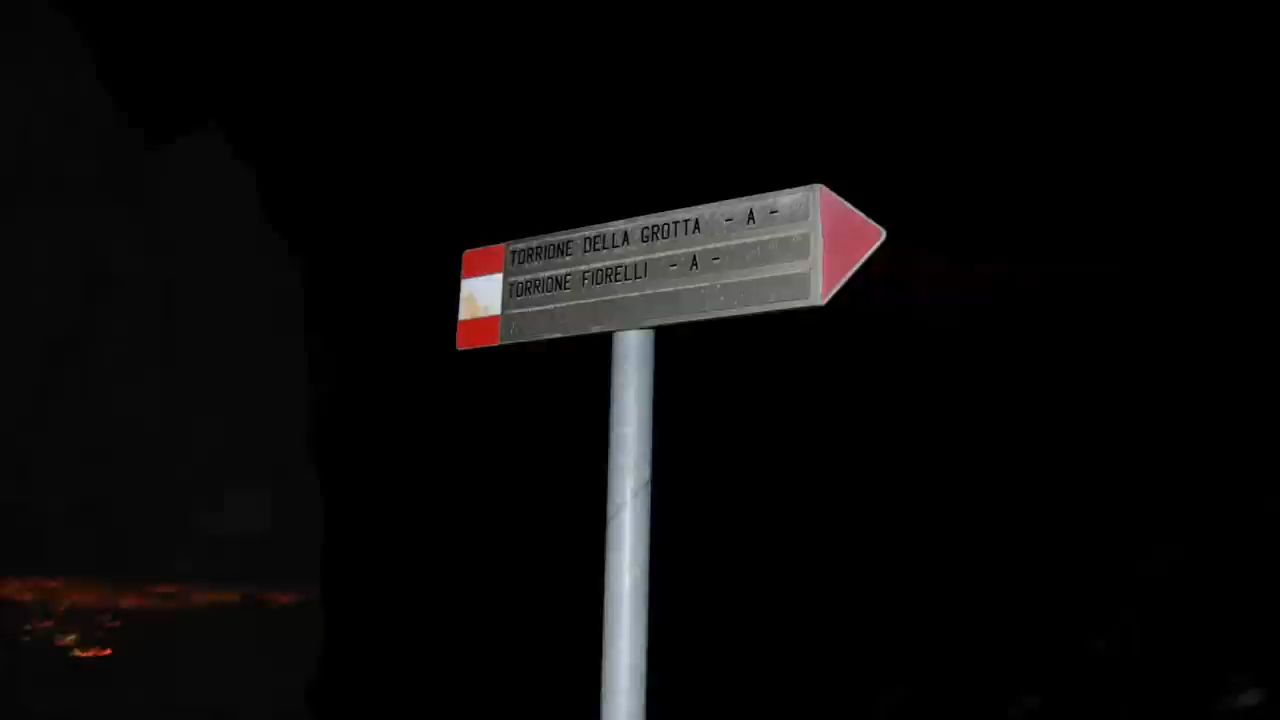 TORRIONE DELLA GROTTA - A -
TORRIONE FIORELLI - A -